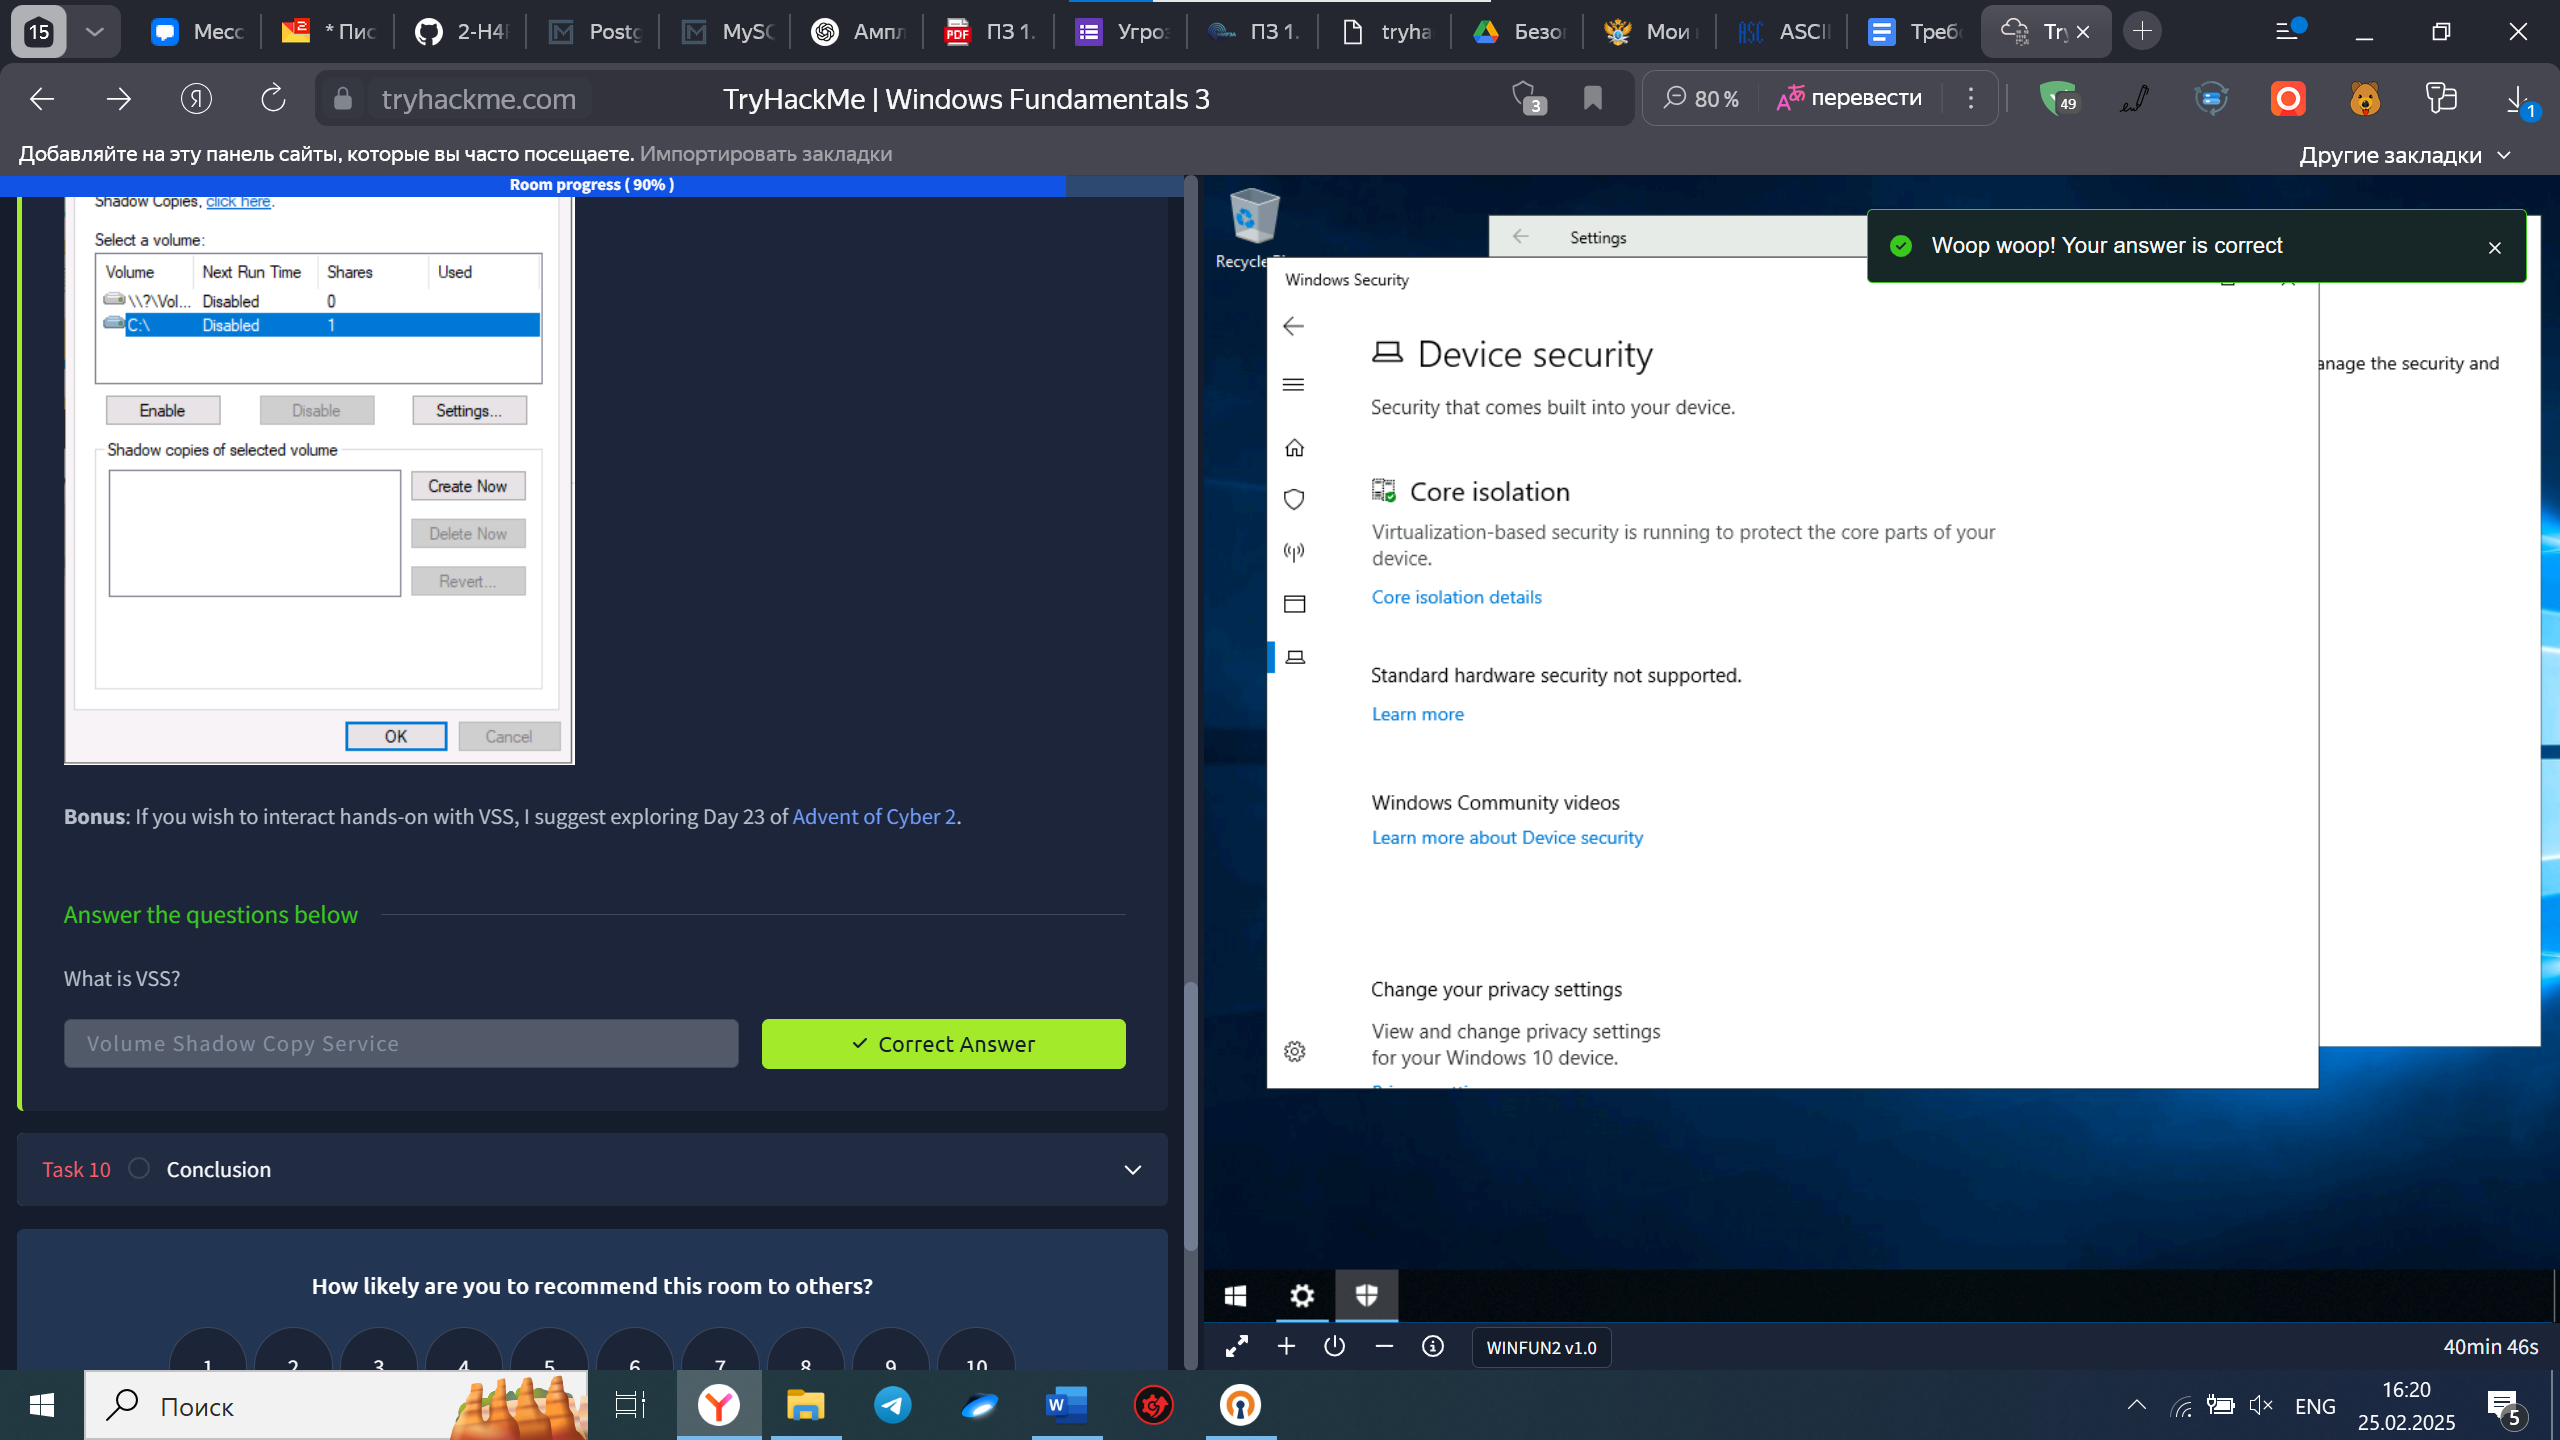 15
Месс
* Пис
2-H4
Postg
MySC
Ампл
ПЗ 1.
Угроз
ПЗ 1.
tryha
Безо
Мои
ASCII
Треб
Try
tryhackme.com
TryHackMe | Windows Fundamentals 3
3
80 %
перевести
49
1
Добавляйте на эту панель сайты, которые вы часто посещаете. Импортировать закладки
Другие закладки
Room progress ( 90% )
Shadow Copies, click here.
Select a volume:
Volume Next Run Time Shares Used
\\?\Vol... Disabled 0
C:\ Disabled 1
Enable Disable Settings...
Shadow copies of selected volume
Create Now
Delete Now
Revert...
OK Cancel
Bonus: If you wish to interact hands-on with VSS, I suggest exploring Day 23 of Advent of Cyber 2.
Answer the questions below
What is VSS?
Volume Shadow Copy Service
Correct Answer
Task 10 Conclusion
How likely are you to recommend this room to others?
1 2 3 4 5 6 7 8 9 10
Recycle
Settings
Woop woop! Your answer is correct
Windows Security
anage the security and
Device security
Security that comes built into your device.
Core isolation
Virtualization-based security is running to protect the core parts of your
device.
Core isolation details
Standard hardware security not supported.
Learn more
Windows Community videos
Learn more about Device security
Change your privacy settings
View and change privacy settings
for your Windows 10 device.
WINFUN2 v1.0
40min 46s
Поиск
ENG
16:20
25.02.2025
5